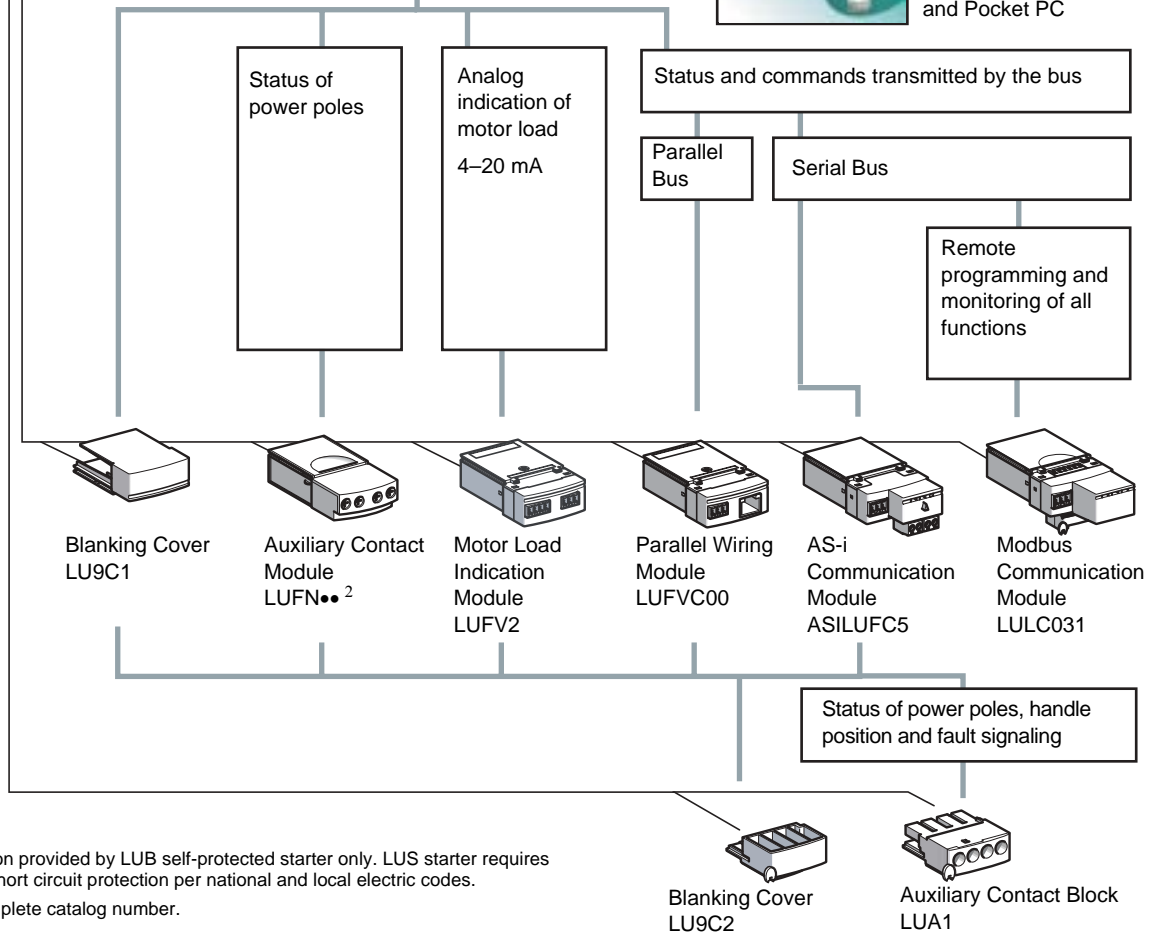 and Pocket PC
Status of
power poles
Analog
indication of
motor load
4–20 mA
Status and commands transmitted by the bus
Parallel
Bus
Serial Bus
Remote
programming and
monitoring of all
functions
Blanking Cover
LU9C1
Auxiliary Contact
Module
LUFN•• 2
Motor Load
Indication
Module
LUFV2
Parallel Wiring
Module
LUFVC00
AS-i
Communication
Module
ASILUFC5
Modbus
Communication
Module
LULC031
Status of power poles, handle
position and fault signaling
Blanking Cover
LU9C2
Auxiliary Contact Block
LUA1
provided by LUB self-protected starter only. LUS starter requires
circuit protection per national and local electric codes.
catalog number.